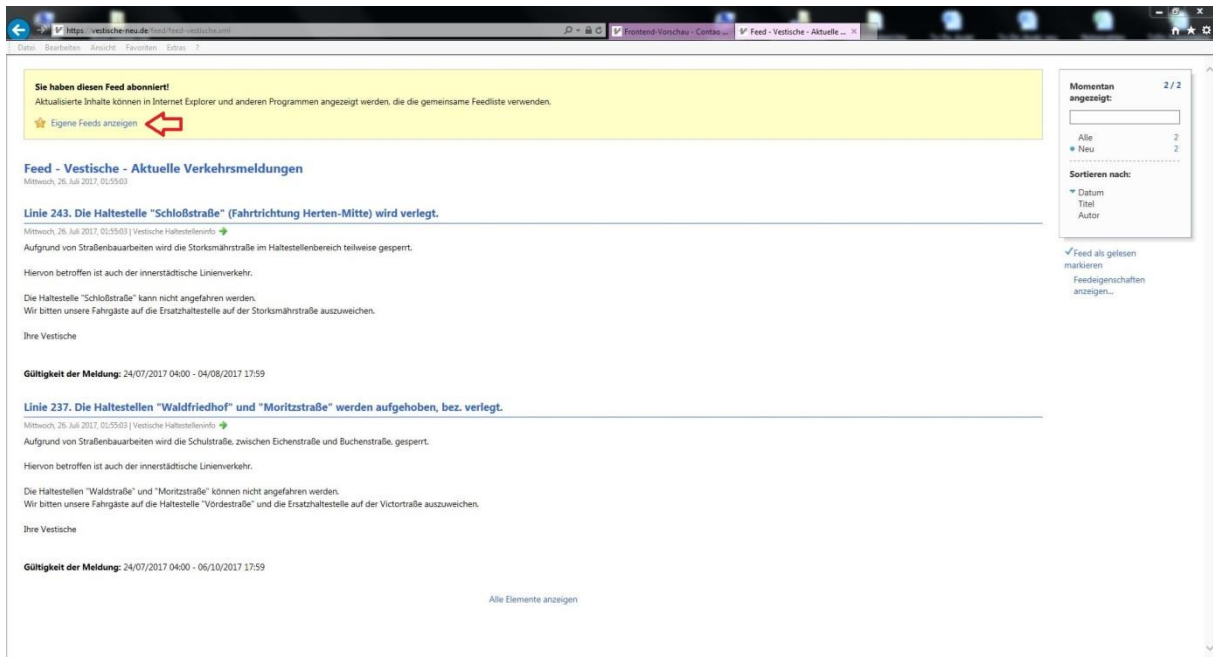 https://vestische-neu.de/feed/feed-vestische.xml
Frontend-Vorschau - Contao ...
Feed - Vestische - Aktuelle ...
Datei Bearbeiten Ansicht Favoriten Extras ?
Sie haben diesen Feed abonniert!
Aktualisierte Inhalte können in Internet Explorer und anderen Programmen angezeigt werden, die die gemeinsame Feedliste verwenden.
Eigene Feeds anzeigen
Feed - Vestische - Aktuelle Verkehrsmeldungen
Mittwoch, 26. Juli 2017, 01:55:03
Linie 243. Die Haltestelle "Schloßstraße" (Fahrtrichtung Herten-Mitte) wird verlegt.
Mittwoch, 26. Juli 2017, 01:55:03 | Vestische Haltestelleninfo
Aufgrund von Straßenbauarbeiten wird die Storksmährstraße im Haltestellenbereich teilweise gesperrt.
Hiervon betroffen ist auch der innerstädtische Linienverkehr.
Die Haltestelle "Schloßstraße" kann nicht angefahren werden.
Wir bitten unsere Fahrgäste auf die Ersatzhaltestelle auf der Storksmährstraße auszuweichen.
Ihre Vestische
Gültigkeit der Meldung: 24/07/2017 04:00 - 04/08/2017 17:59
Linie 237. Die Haltestellen "Waldfriedhof" und "Moritzstraße" werden aufgehoben, bez. verlegt.
Mittwoch, 26. Juli 2017, 01:55:03 | Vestische Haltestelleninfo
Aufgrund von Straßenbauarbeiten wird die Schulstraße, zwischen Eichenstraße und Buchenstraße, gesperrt.
Hiervon betroffen ist auch der innerstädtische Linienverkehr.
Die Haltestellen "Waldstraße" und "Moritzstraße" können nicht angefahren werden.
Wir bitten unsere Fahrgäste auf die Haltestelle "Vördestraße" und die Ersatzhaltestelle auf der Victortraße auszuweichen.
Ihre Vestische
Gültigkeit der Meldung: 24/07/2017 04:00 - 06/10/2017 17:59
Alle Elemente anzeigen
Momentan 2 / 2
angezeigt:
Alle 2
Neu 2
Sortieren nach:
Datum
Titel
Autor
Feed als gelesen
markieren
Feedeigenschaften
anzeigen...